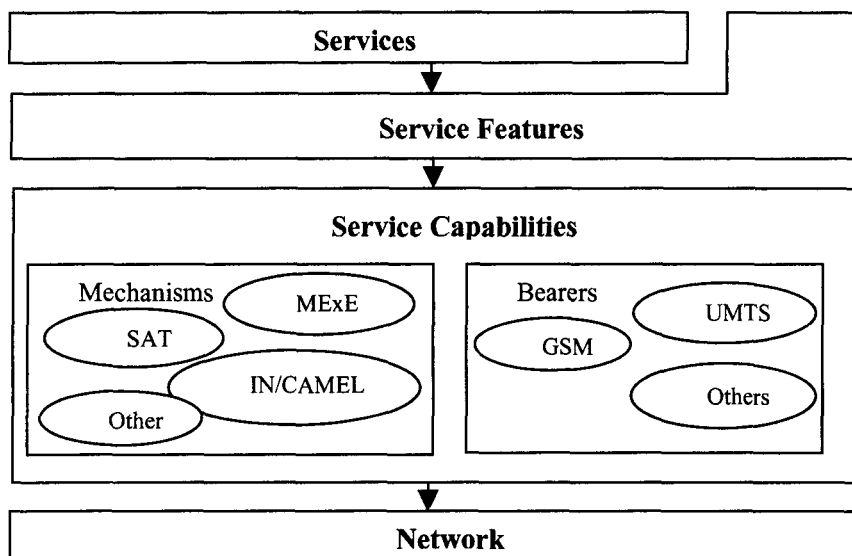 Services
Service Features
Service Capabilities
Mechanisms
MExE
SAT
IN/CAMEL
Other
Bearers
UMTS
GSM
Others
Network